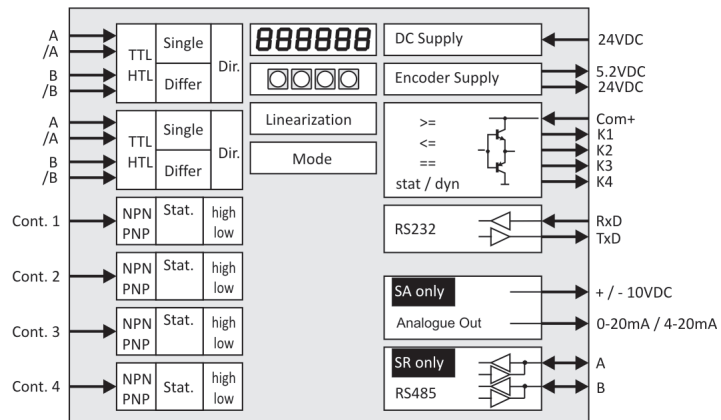 A
/A
B
/B
TTL
HTL
Single
Differ
Dir.
888888
DC Supply
24VDC
Encoder Supply
5.2VDC
24VDC
A
/A
B
/B
TTL
HTL
Single
Differ
Dir.
Linearization
Mode
>=
<=
==
stat / dyn
Com+
K1
K2
K3
K4
Cont. 1
NPN
PNP
Stat.
high
low
RS232
RxD
TxD
Cont. 2
NPN
PNP
Stat.
high
low
SA only
Analogue Out
+ / - 10VDC
0-20mA / 4-20mA
Cont. 3
NPN
PNP
Stat.
high
low
Cont. 4
NPN
PNP
Stat.
high
low
SR only
RS485
A
B